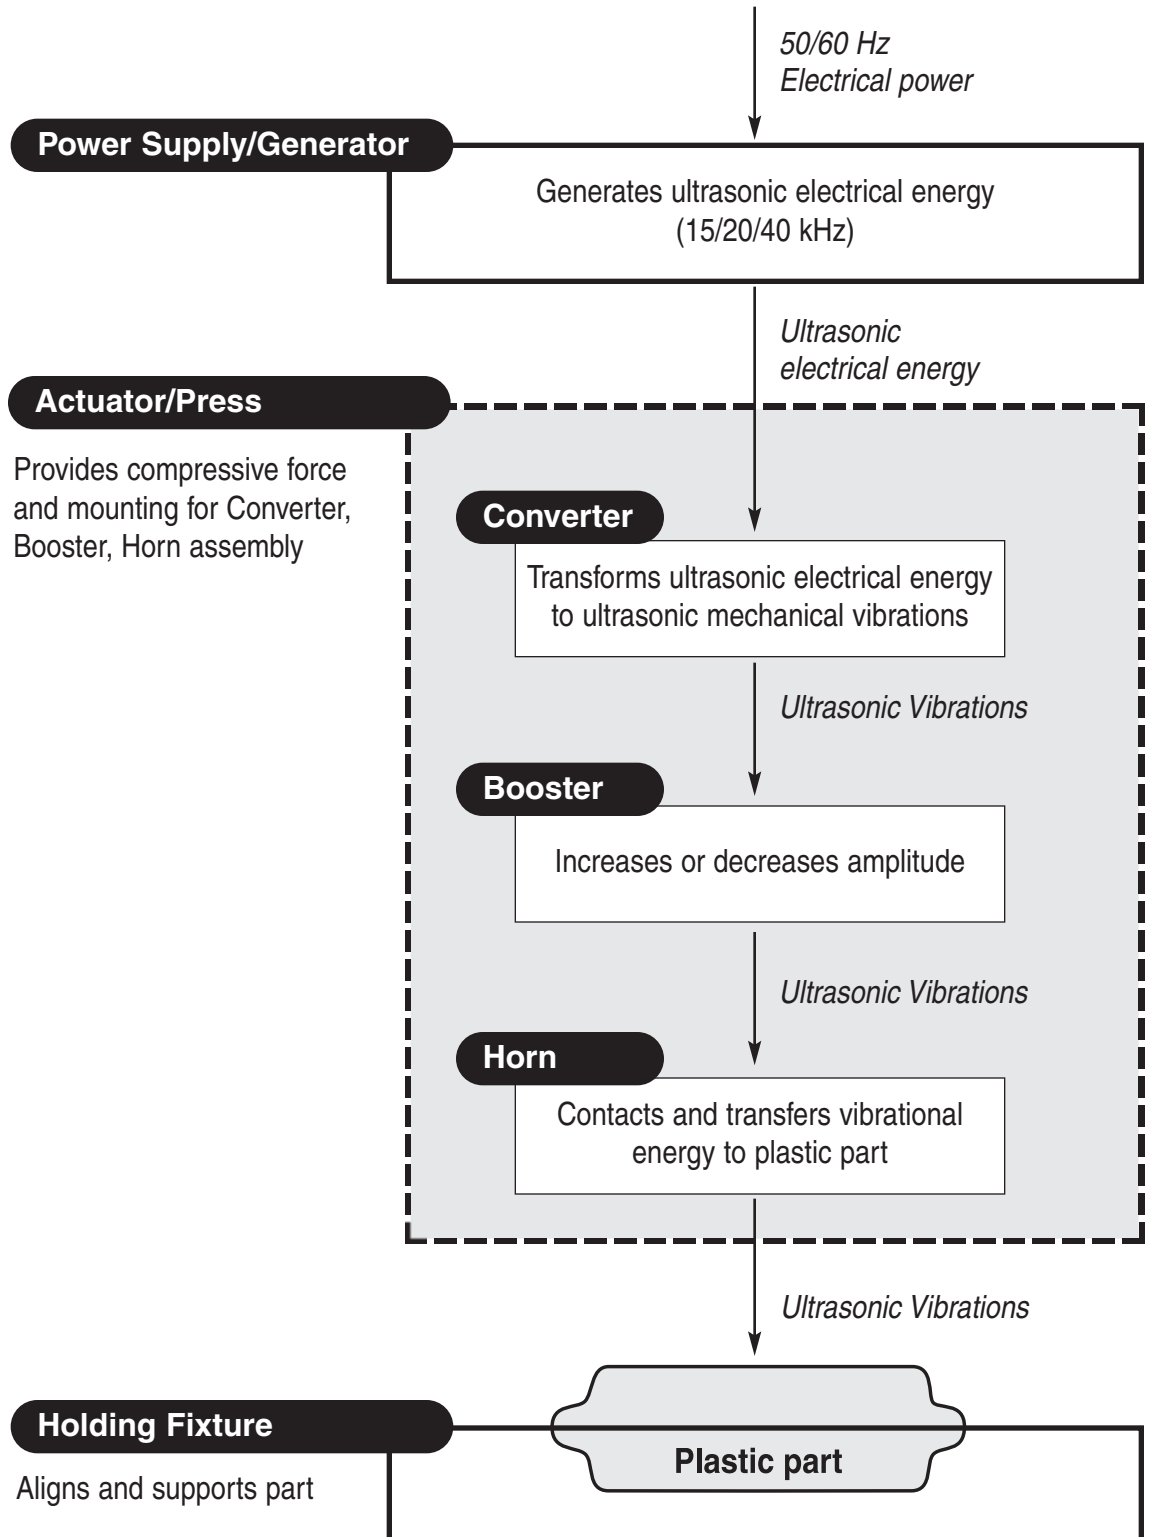 50/60 Hz
Electrical power
Power Supply/Generator
Generates ultrasonic electrical energy
(15/20/40 kHz)
Ultrasonic
electrical energy
Actuator/Press
Provides compressive force
and mounting for Converter,
Booster, Horn assembly
Converter
Transforms ultrasonic electrical energy
to ultrasonic mechanical vibrations
Ultrasonic Vibrations
Booster
Increases or decreases amplitude
Ultrasonic Vibrations
Horn
Contacts and transfers vibrational
energy to plastic part
Ultrasonic Vibrations
Holding Fixture
Plastic part
Aligns and supports part